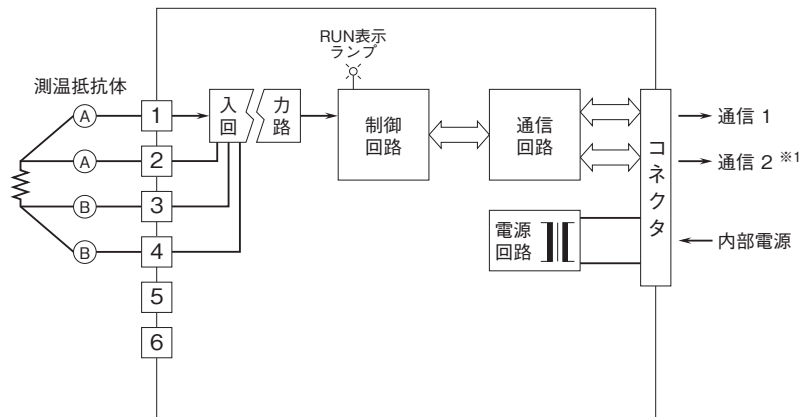 RUN表示
ランプ
測温抵抗体
A
1
入
回
力
路
制御
回路
通信
回路
コネクタ
通信 1
A
2
通信 2 ※1
B
3
B
4
電源
回路
内部電源
5
6